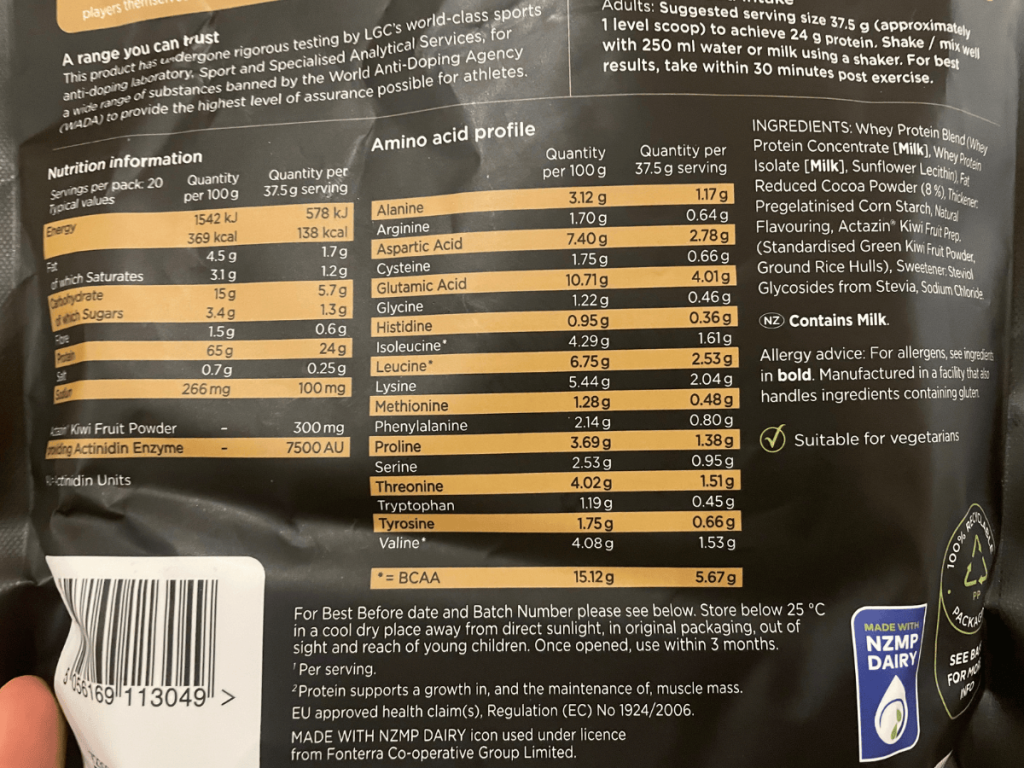 players themse
A range you can trust
This product has undergone rigorous testing by LGC's world-class sports
anti-doping laboratory, Sport and Specialised Analytical Services, for
a wide range of substances banned by the World Anti-Doping Agency
(WADA) to provide the highest level of assurance possible for athletes.
Adults: Suggested serving size 37.5 g (approximately
1 level scoop) to achieve 24 g protein. Shake / mix well
with 250 ml water or milk using a shaker. For best
results, take within 30 minutes post exercise.
Nutrition information
Servings per pack: 20
Typical values Quantity per 100 g Quantity per 37.5 g serving
Energy 1542 kJ 578 kJ
369 kcal 138 kcal
Fat 4.5 g 1.7 g
of which Saturates 3.1 g 1.2 g
Carbohydrate 15 g 5.7 g
of which Sugars 3.4 g 1.3 g
Fibre 1.5 g 0.6 g
Protein 65 g 24 g
Salt 0.7 g 0.25 g
Sodium 266 mg 100 mg
Kiwi Fruit Powder - 300 mg
Actinidin Enzyme - 7500 AU
Actinidin Units
Amino acid profile
Quantity per 100 g Quantity per 37.5 g serving
Alanine 3.12 g 1.17 g
Arginine 1.70 g 0.64 g
Aspartic Acid 7.40 g 2.78 g
Cysteine 1.75 g 0.66 g
Glutamic Acid 10.71 g 4.01 g
Glycine 1.22 g 0.46 g
Histidine 0.95 g 0.36 g
Isoleucine* 4.29 g 1.61 g
Leucine* 6.75 g 2.53 g
Lysine 5.44 g 2.04 g
Methionine 1.28 g 0.48 g
Phenylalanine 2.14 g 0.80 g
Proline 3.69 g 1.38 g
Serine 2.53 g 0.95 g
Threonine 4.02 g 1.51 g
Tryptophan 1.19 g 0.45 g
Tyrosine 1.75 g 0.66 g
Valine* 4.08 g 1.53 g
* = BCAA 15.12 g 5.67 g
INGREDIENTS: Whey Protein Blend (Whey
Protein Concentrate [Milk], Whey Protein
Isolate [Milk], Sunflower Lecithin), Fat
Reduced Cocoa Powder (8 %), Thickener:
Pregelatinised Corn Starch, Natural
Flavouring, Actazin® Kiwi Fruit Prep.
(Standardised Green Kiwi Fruit Powder,
Ground Rice Hulls), Sweetener: Steviol
Glycosides from Stevia, Sodium Chloride.
NZ Contains Milk.
Allergy advice: For allergens, see ingredients
in bold. Manufactured in a facility that also
handles ingredients containing gluten.
Suitable for vegetarians
100% RECYCLABLE
PP
PACKAG
SEE BA
FOR MO
INFO
MADE WITH
NZMP
DAIRY
For Best Before date and Batch Number please see below. Store below 25 °C
in a cool dry place away from direct sunlight, in original packaging, out of
sight and reach of young children. Once opened, use within 3 months.
¹Per serving.
²Protein supports a growth in, and the maintenance of, muscle mass.
EU approved health claim(s), Regulation (EC) No 1924/2006.
MADE WITH NZMP DAIRY icon used under licence
from Fonterra Co-operative Group Limited.
5 056169 113049 >